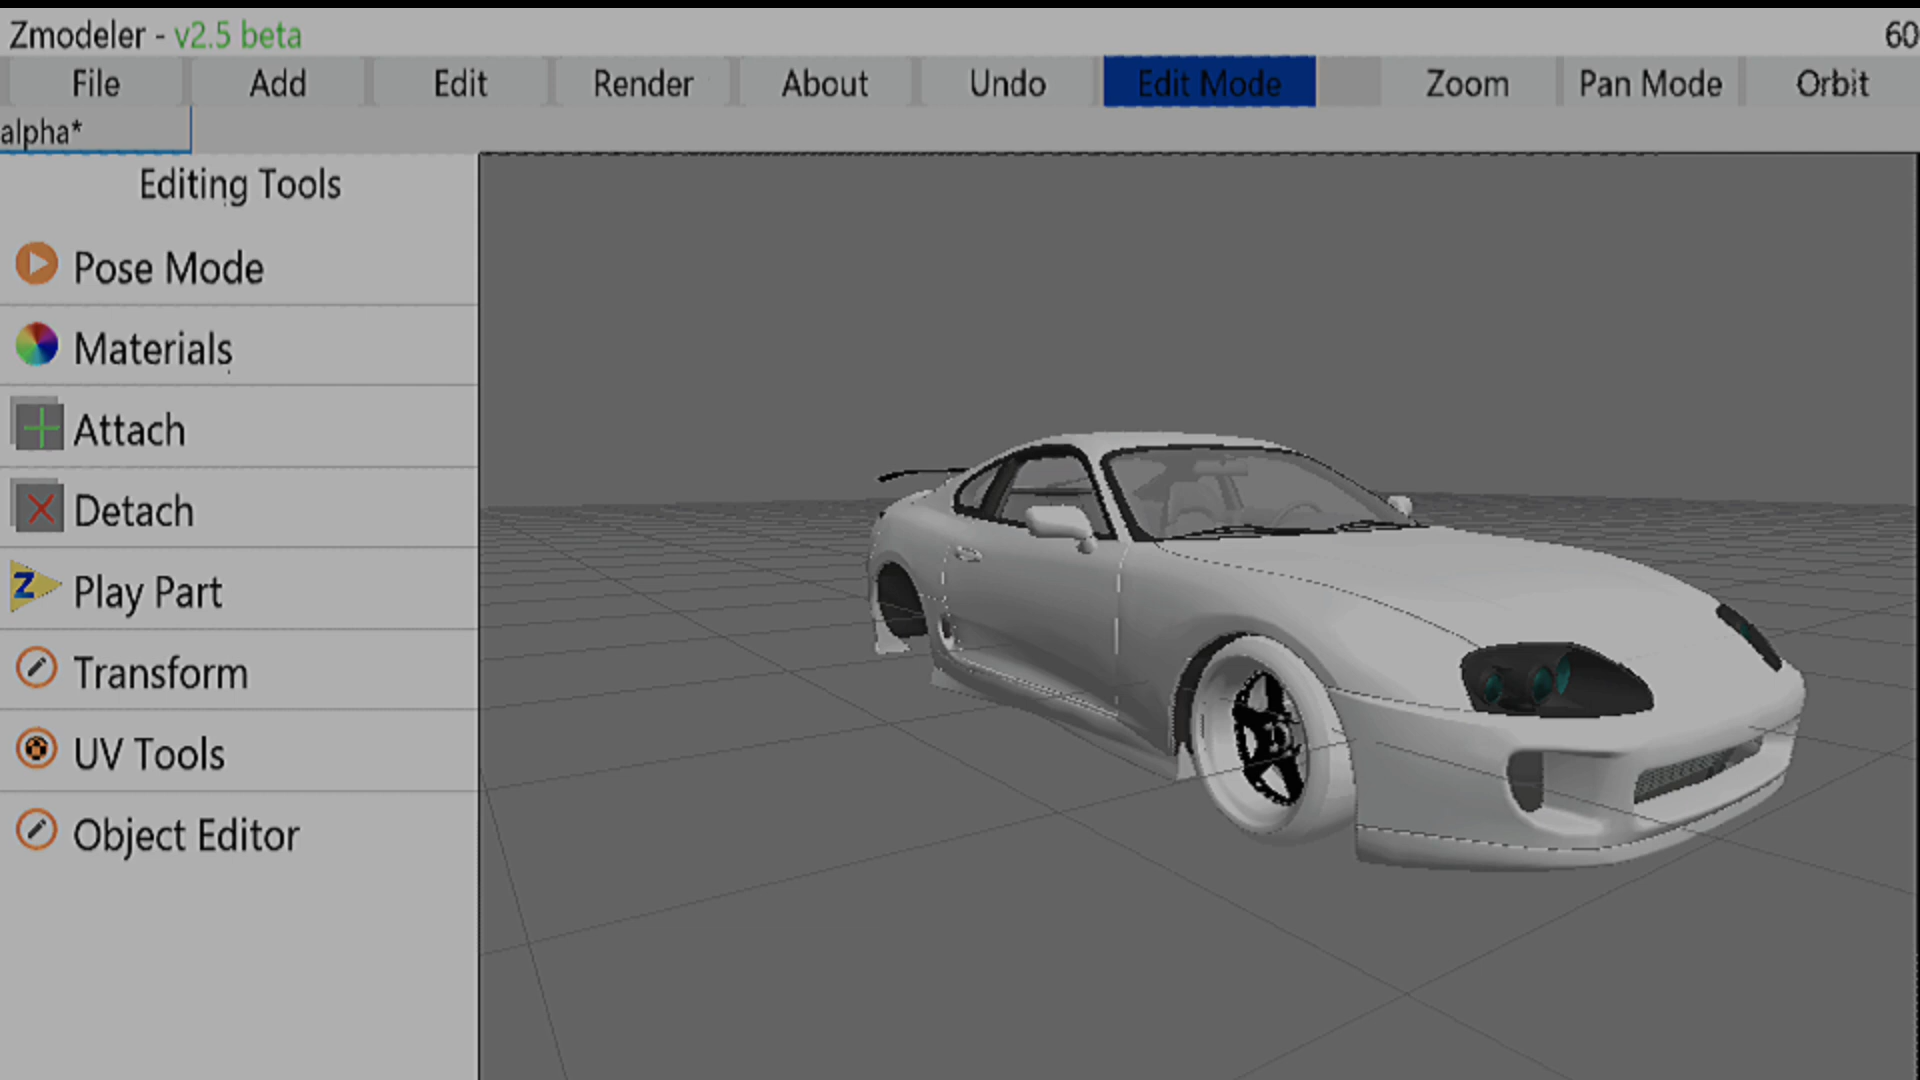 Zmodeler - v2.5 beta 60
File Add Edit Render About Undo Edit Mode Zoom Pan Mode Orbit
alpha*
Editing Tools
Pose Mode
Materials
Attach
Detach
Z Play Part
Transform
UV Tools
Object Editor